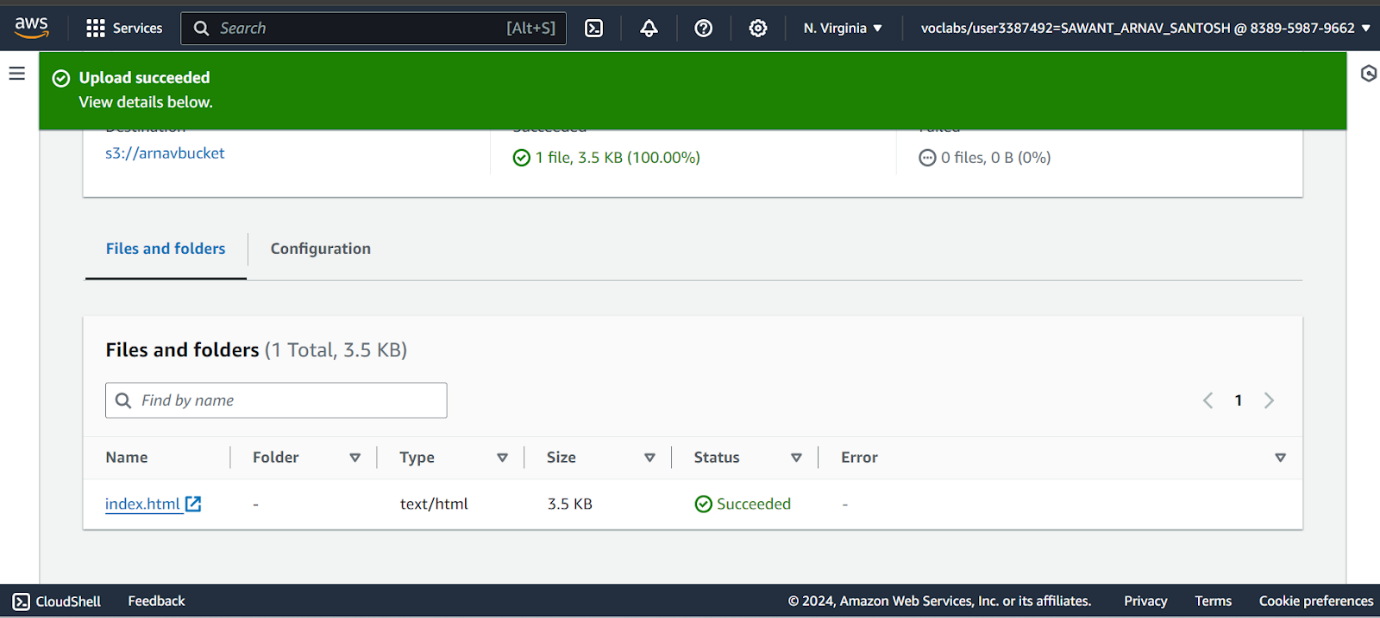 aws Services Search [Alt+S] N. Virginia voclabs/user3387492=SAWANT_ARNAV_SANTOSH @ 8389-5987-9662
Upload succeeded
View details below.
Destination Succeeded Failed
s3://arnavbucket 1 file, 3.5 KB (100.00%) 0 files, 0 B (0%)
Files and folders Configuration
Files and folders (1 Total, 3.5 KB)
Find by name 1
Name Folder Type Size Status Error
index.html - text/html 3.5 KB Succeeded -
CloudShell Feedback © 2024, Amazon Web Services, Inc. or its affiliates. Privacy Terms Cookie preferences